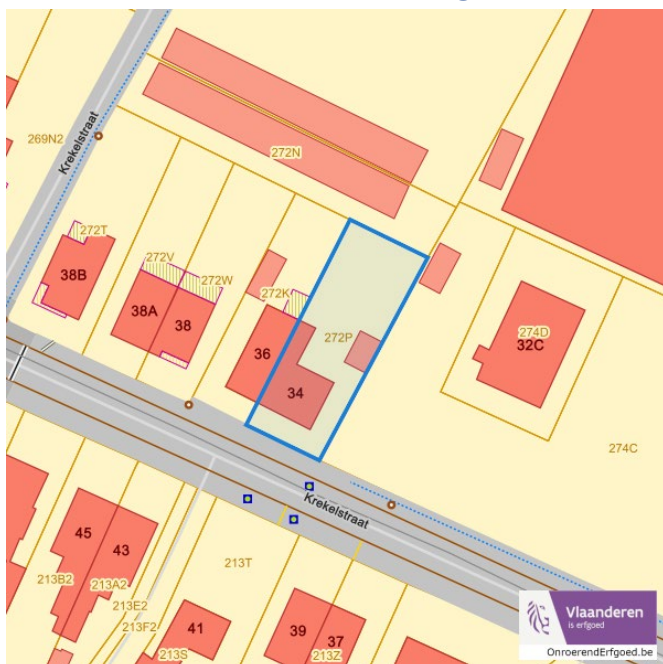 Krekelstraat
269N2
272N
272T
38B
272V
272W
38A
38
272K
36
272P
34
274D
32C
274C
Krekelstraat
45
43
213B2
213A2
213E2
213F2
213T
41
213S
39
37
213Z
Vlaanderen
is erfgoed
OnroerendErfgoed.be